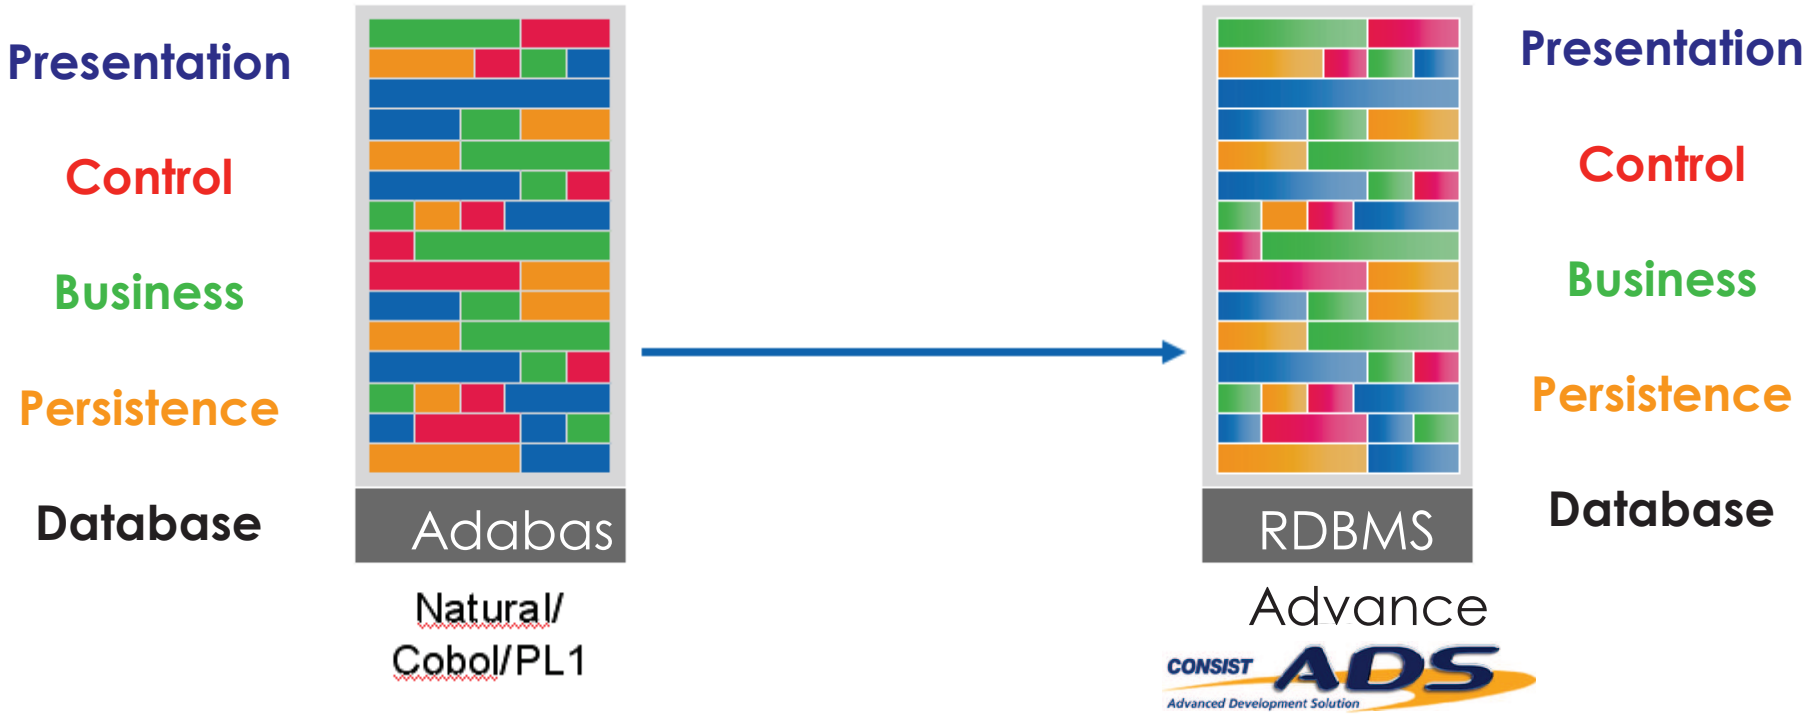 Presentation
Control
Business
Persistence
Database
Adabas
Natural/
Cobol/PL1
RDBMS
Advance
CONSIST ADS
Advanced Development Solution
Presentation
Control
Business
Persistence
Database